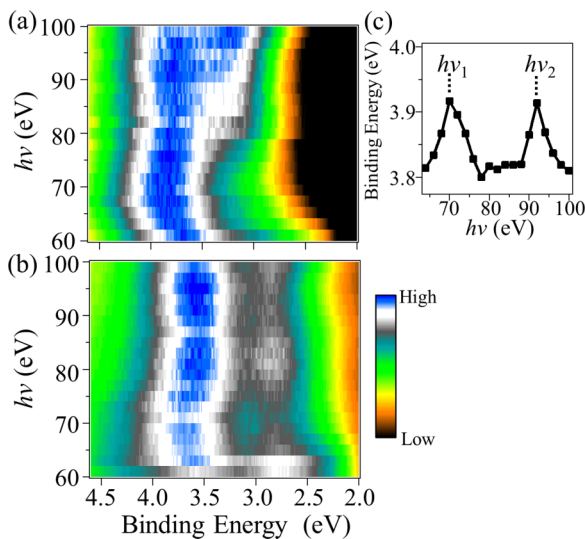 (a)
100
90
80
70
60
hν (eV)
(c)
4.0
3.9
3.8
Binding Energy (eV)
hν1
hν2
70
80
90
100
hν (eV)
(b)
100
90
80
70
60
hν (eV)
4.5 4.0 3.5 3.0 2.5 2.0
Binding Energy (eV)
High
Low